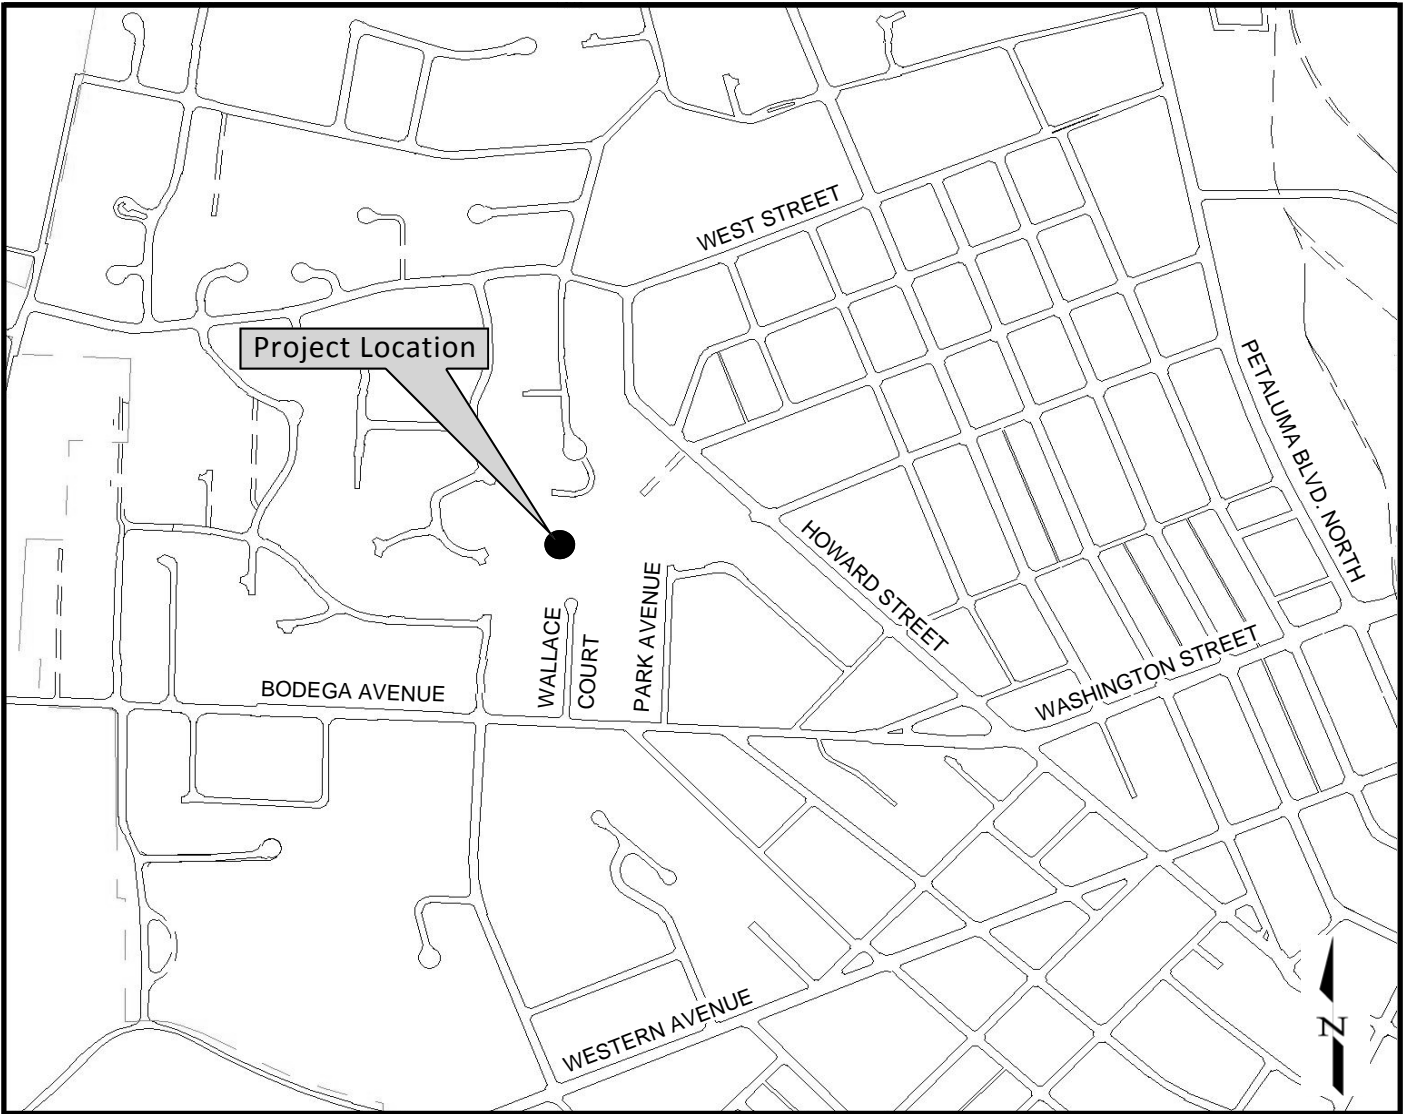 WEST STREET
Project Location
PETALUMA BLVD. NORTH
HOWARD STREET
WALLACE
COURT
PARK AVENUE
BODEGA AVENUE
WASHINGTON STREET
WESTERN AVENUE
N